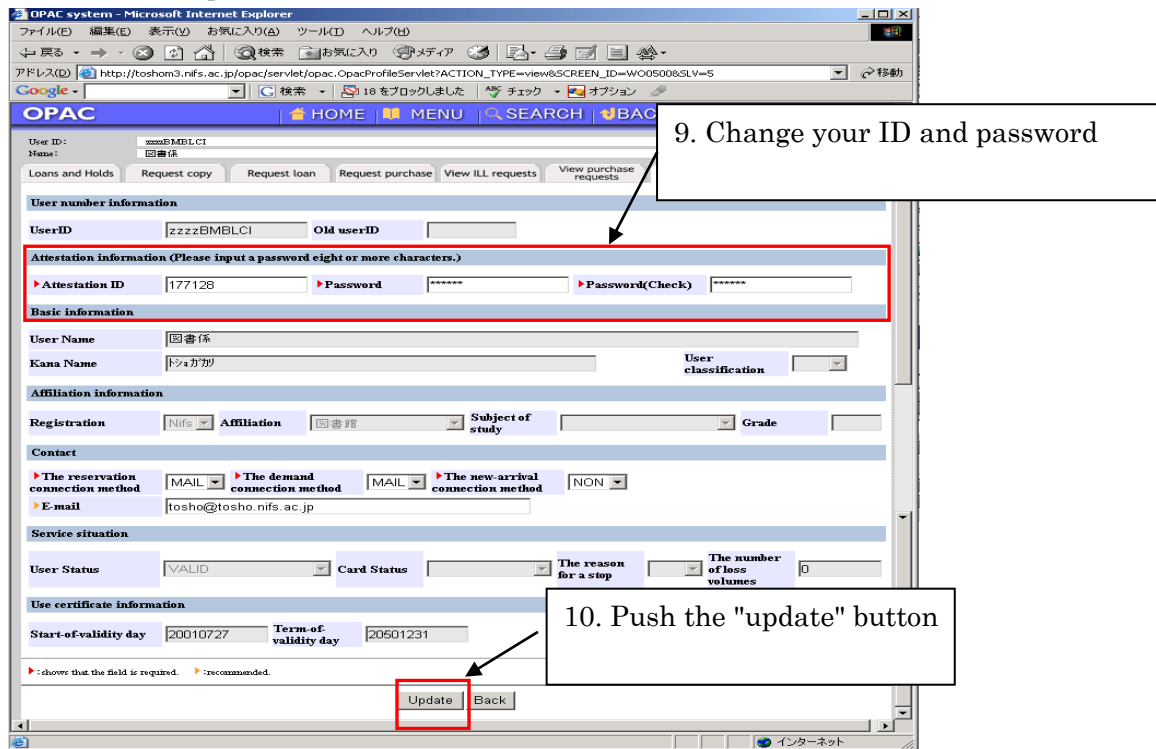 OPAC system - Microsoft Internet Explorer
ファイル(F) 編集(E) 表示(V) お気に入り(A) ツール(T) ヘルプ(H)
戻る 検索 お気に入り メディア
アドレス(D) http://toshom3.nifs.ac.jp/opac/servlet/opac.OpacProfileServlet?ACTION_TYPE=view&SCREEN_ID=WO0500&SLV=5 移動
Google 検索 18 をブロックしました チェック オプション
OPAC HOME MENU SEARCH BAC
9. Change your ID and password
User ID: zzzzBMBLCI
Name: 図書係
Loans and Holds Request copy Request loan Request purchase View ILL requests View purchase requests
User number information
UserID zzzzBMBLCI Old userID
Attestation information (Please input a password eight or more characters.)
Attestation ID 177128 Password ****** Password(Check) ******
Basic information
User Name 図書係
Kana Name トショガカリ User classification
Affiliation information
Registration Nifs Affiliation 図書館 Subject of study Grade
Contact
The reservation connection method MAIL The demand connection method MAIL The new-arrival connection method NON
E-mail tosho@tosho.nifs.ac.jp
Service situation
User Status VALID Card Status The reason for a stop The number of loss volumes 0
Use certificate information
10. Push the "update" button
Start-of-validity day 20010727 Term-of-validity day 20501231
:shows that the field is required. :recommended.
Update Back
インターネット